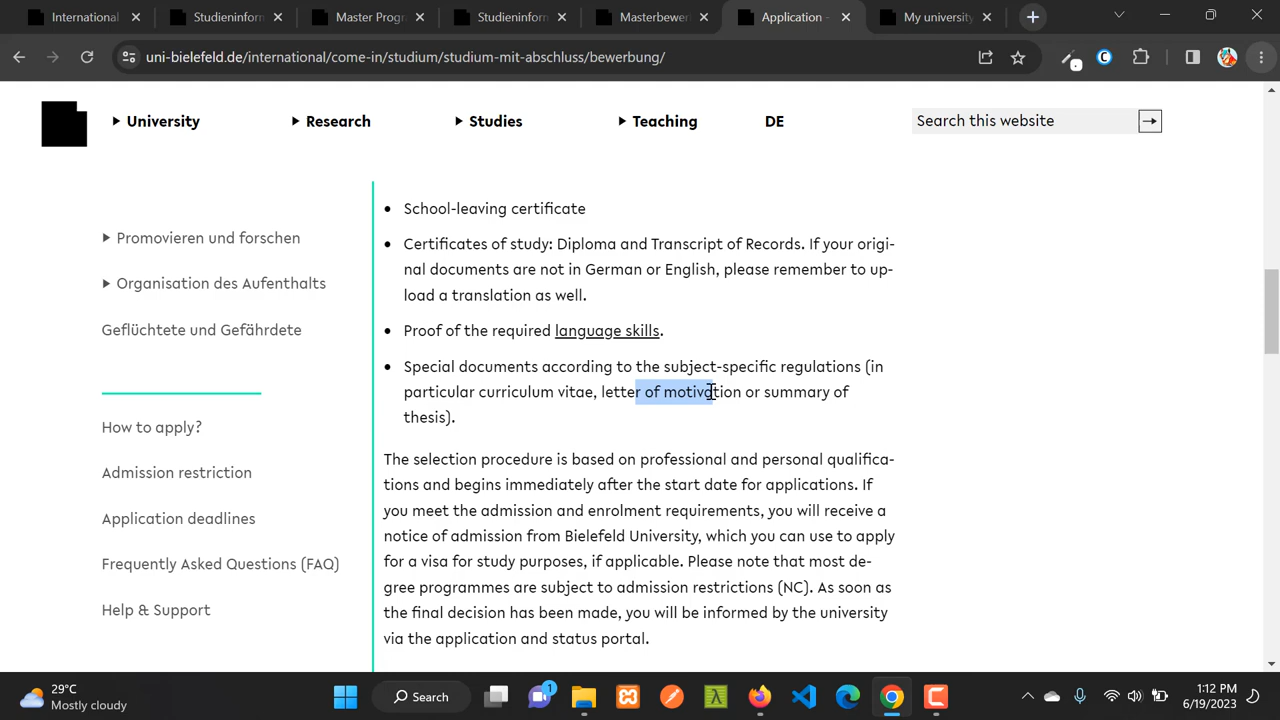 International
Studieninform
Master Progr
Studieninform
Masterbewer
Application -
My university
uni-bielefeld.de/international/come-in/studium/studium-mit-abschluss/bewerbung/
University
Research
Studies
Teaching
DE
Search this website
Promovieren und forschen
Organisation des Aufenthalts
Geflüchtete und Gefährdete
How to apply?
Admission restriction
Application deadlines
Frequently Asked Questions (FAQ)
Help & Support
• School-leaving certificate
• Certificates of study: Diploma and Transcript of Records. If your origi-
nal documents are not in German or English, please remember to up-
load a translation as well.
• Proof of the required language skills.
• Special documents according to the subject-specific regulations (in
particular curriculum vitae, letter of motivation or summary of
thesis).
The selection procedure is based on professional and personal qualifica-
tions and begins immediately after the start date for applications. If
you meet the admission and enrolment requirements, you will receive a
notice of admission from Bielefeld University, which you can use to apply
for a visa for study purposes, if applicable. Please note that most de-
gree programmes are subject to admission restrictions (NC). As soon as
the final decision has been made, you will be informed by the university
via the application and status portal.
29°C
Mostly cloudy
Search
1
1:12 PM
6/19/2023